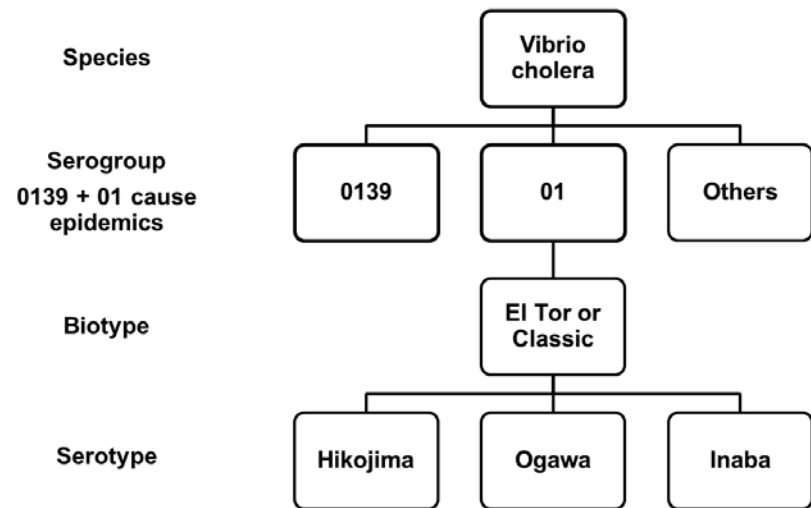 Species
Vibrio
cholera
Serogroup
0139 + 01 cause
epidemics
0139
01
Others
Biotype
El Tor or
Classic
Serotype
Hikojima
Ogawa
Inaba